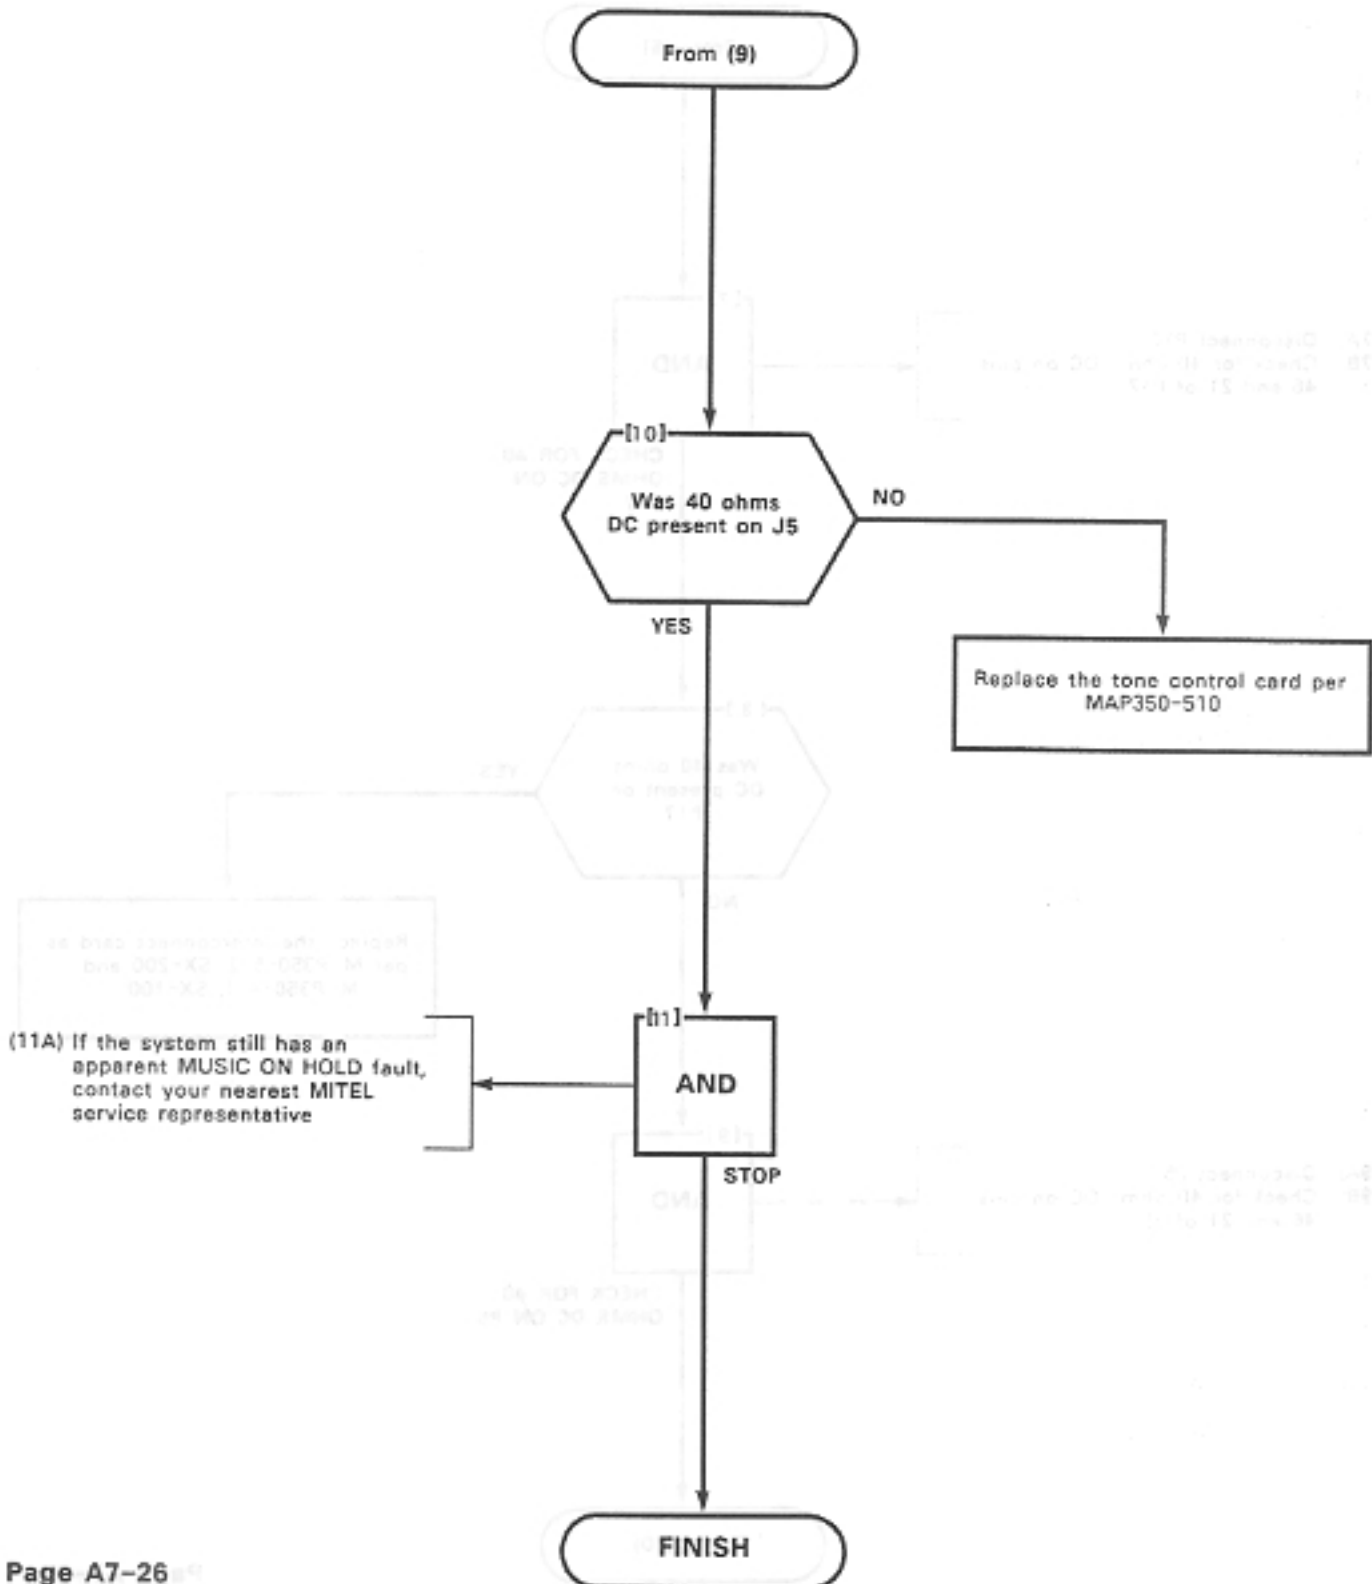 From (9)
[10]
Was 40 ohms
DC present on J5
NO
YES
Replace the tone control card per
MAP350-510
[11]
AND
(11A) If the system still has an
apparent MUSIC ON HOLD fault,
contact your nearest MITEL
service representative
STOP
FINISH
Page A7-26